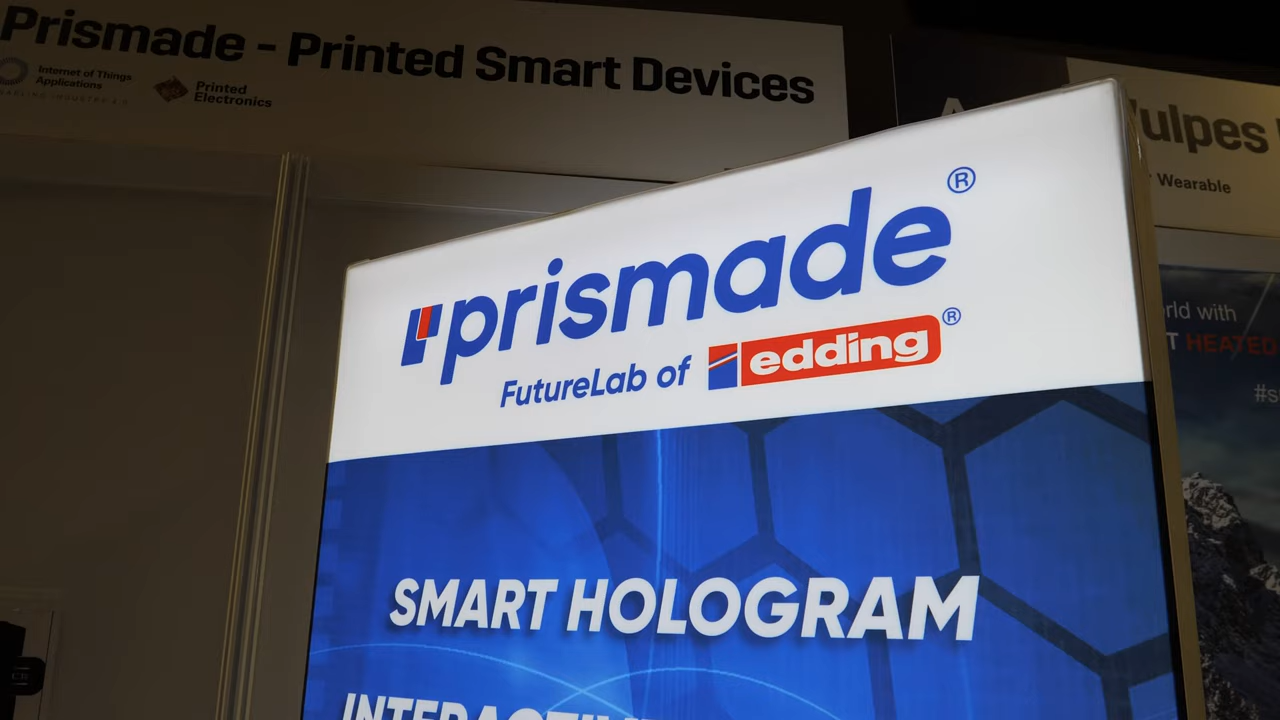 Prismade - Printed Smart Devices
Internet of Things
Applications
Printed
Electronics
Wearable
prismade®
FutureLab of edding®
rld with
T HEATED
#s
SMART HOLOGRAM